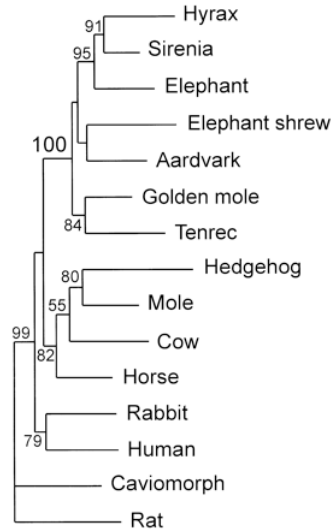 91
Hyrax
95
Sirenia
Elephant
Elephant shrew
100
Aardvark
Golden mole
84
Tenrec
80
Hedgehog
55
Mole
99
Cow
82
Horse
Rabbit
79
Human
Caviomorph
Rat